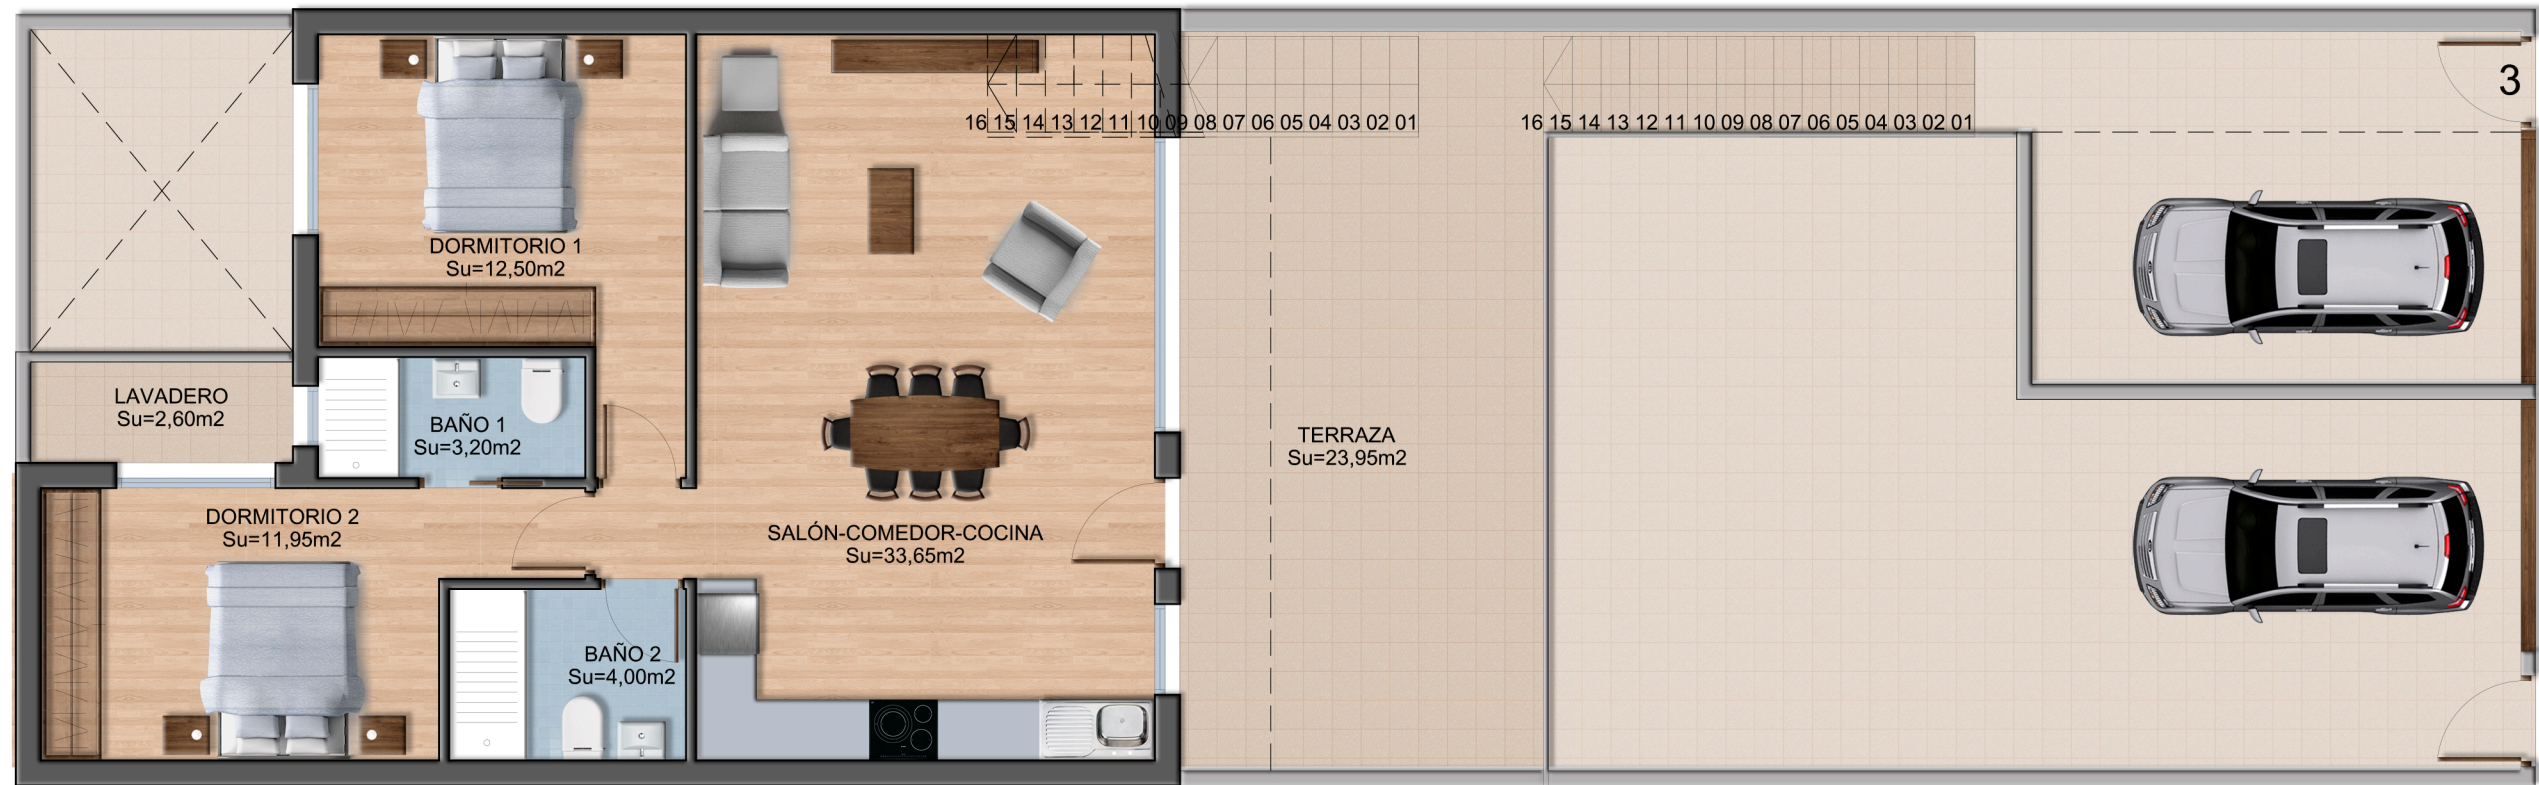 3
16 15 14 13 12 11 10 09 08 07 06 05 04 03 02 01
16 15 14 13 12 11 10 09 08 07 06 05 04 03 02 01
DORMITORIO 1
Su=12,50m2
LAVADERO
Su=2,60m2
BAÑO 1
Su=3,20m2
TERRAZA
Su=23,95m2
DORMITORIO 2
Su=11,95m2
SALÓN-COMEDOR-COCINA
Su=33,65m2
BAÑO 2
Su=4,00m2